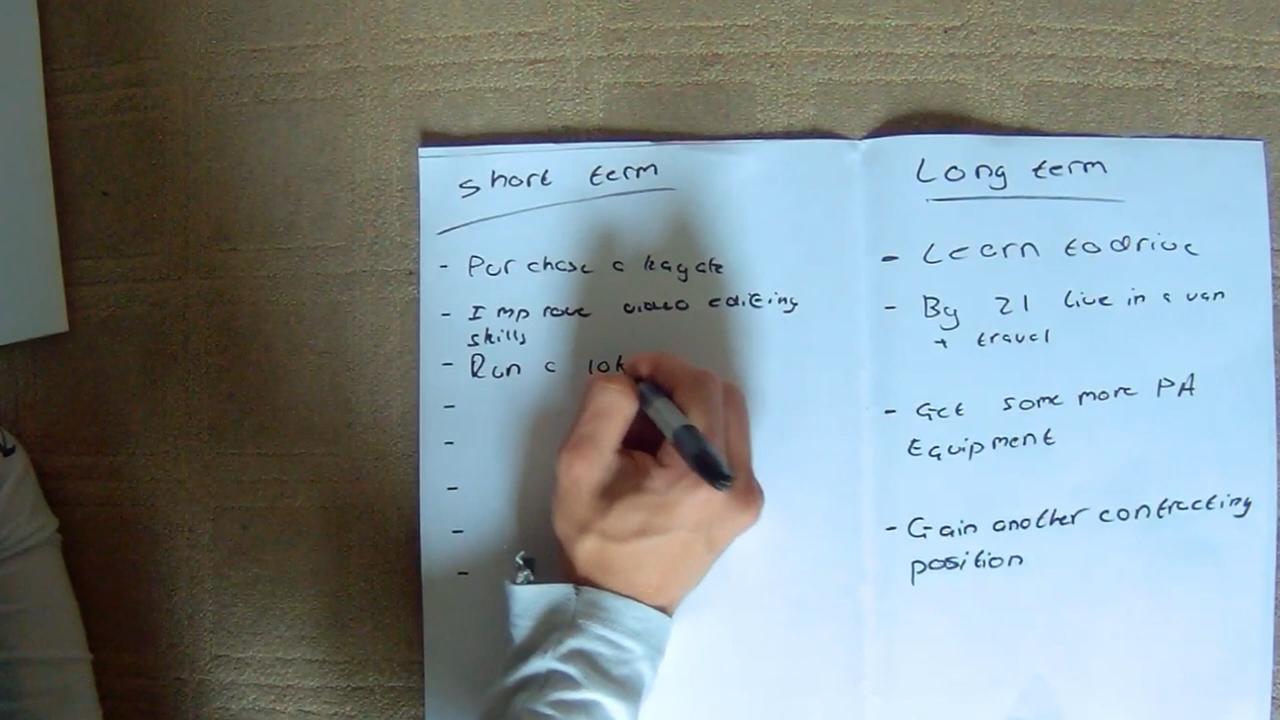 Short term
- Purchase a kayak
- Improve video editing
skills
- Run a 10k
-
-
-
-
-
Long term
- Learn to drive
- By 21 live in a van
+ travel
- Get some more PA
Equipment
- Gain another contracting
position